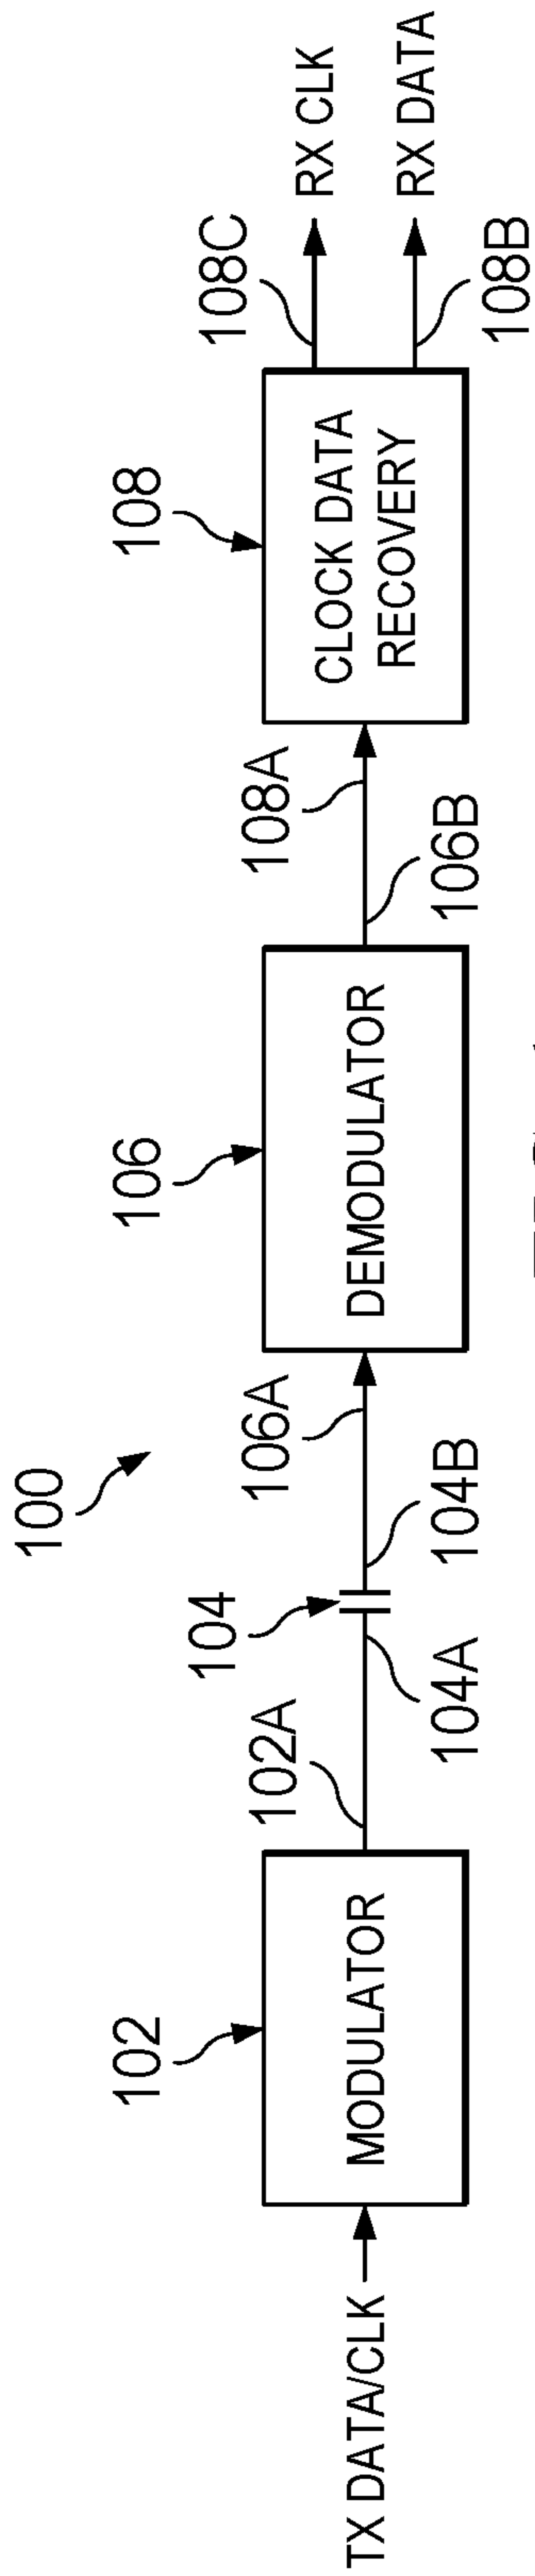 100
102
104
106
108
108C
TX DATA/CLK
MODULATOR
102A
104A
104B
106A
DEMODULATOR
106B
108A
CLOCK DATA
RECOVERY
RX CLK
RX DATA
108B